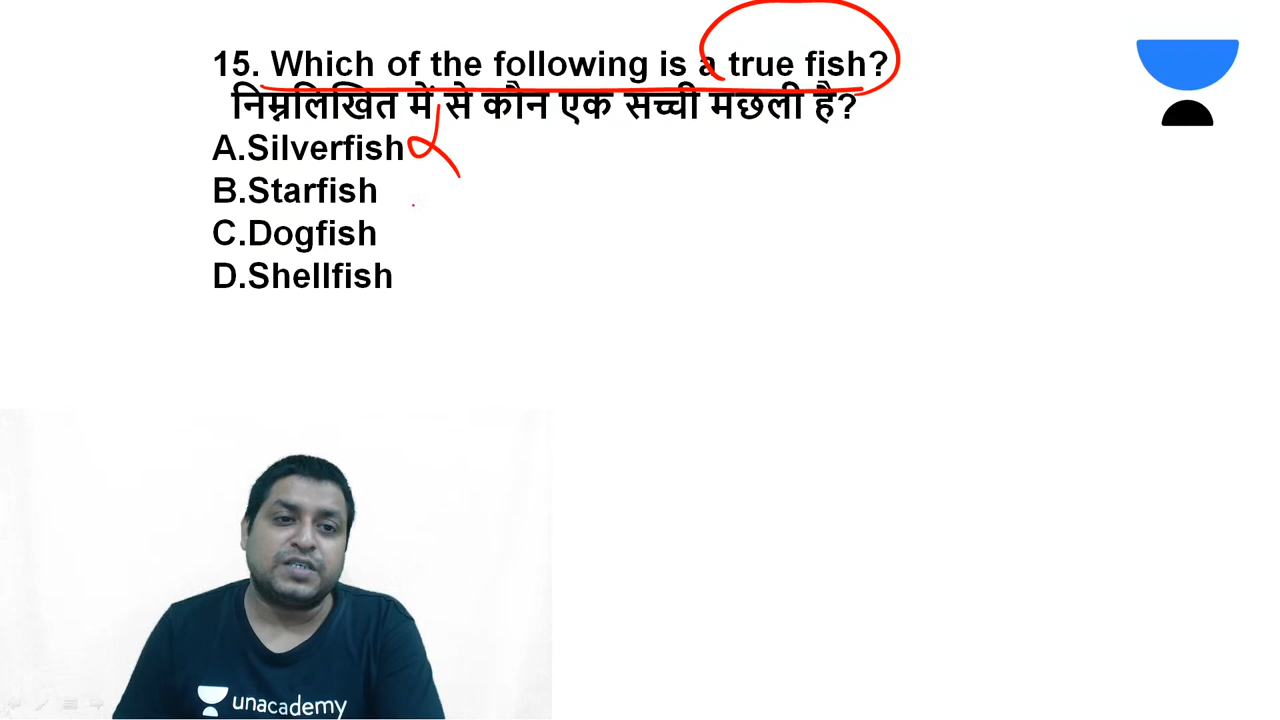 15. Which of the following is a true fish?
निम्नलिखित में से कौन एक सच्ची मछली है?
A.Silverfish
B.Starfish
C.Dogfish
D.Shellfish
unacademy